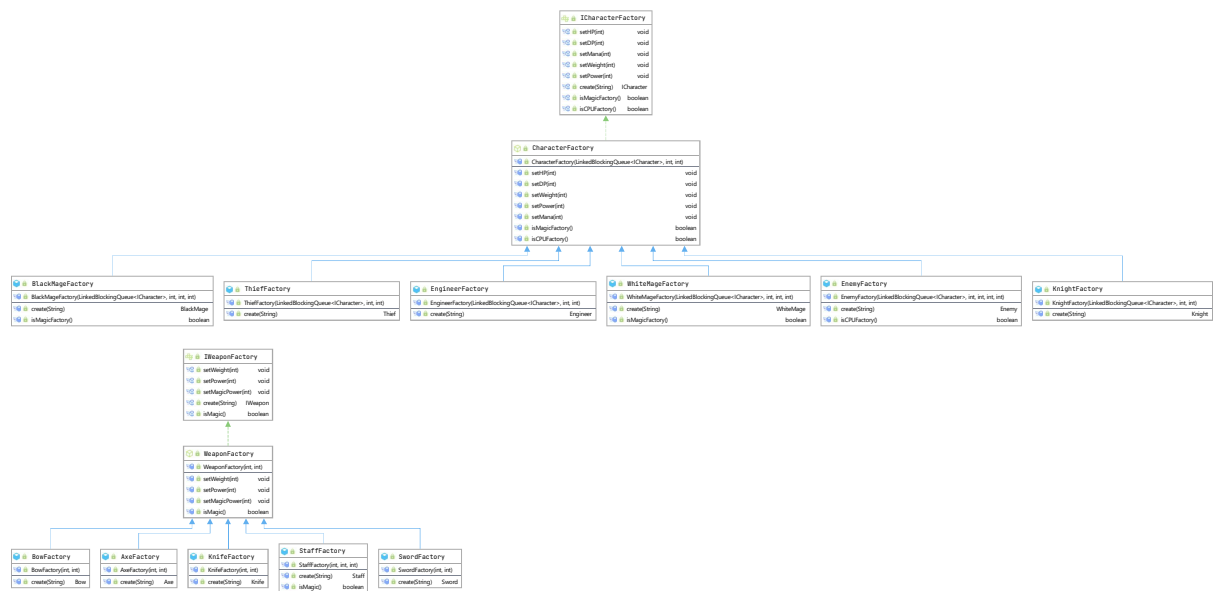 ICharacterFactory
setHP(int) void
setDP(int) void
setMana(int) void
setWeight(int) void
setPower(int) void
create(String) ICharacter
isMagicFactory() boolean
isCPUFactory() boolean
CharacterFactory
CharacterFactory(LinkedBlockingQueue<ICharacter>, int, int)
setHP(int) void
setDP(int) void
setWeight(int) void
setPower(int) void
setMana(int) void
isMagicFactory() boolean
isCPUFactory() boolean
BlackMageFactory
BlackMageFactory(LinkedBlockingQueue<ICharacter>, int, int, int)
create(String) BlackMage
isMagicFactory() boolean
ThiefFactory
ThiefFactory(LinkedBlockingQueue<ICharacter>, int, int)
create(String) Thief
EngineerFactory
EngineerFactory(LinkedBlockingQueue<ICharacter>, int, int)
create(String) Engineer
WhiteMageFactory
WhiteMageFactory(LinkedBlockingQueue<ICharacter>, int, int, int)
create(String) WhiteMage
isMagicFactory() boolean
EnemyFactory
EnemyFactory(LinkedBlockingQueue<ICharacter>, int, int, int, int)
create(String) Enemy
isCPUFactory() boolean
KnightFactory
KnightFactory(LinkedBlockingQueue<ICharacter>, int, int)
create(String) Knight
IWeaponFactory
setWeight(int) void
setPower(int) void
setMagicPower(int) void
create(String) IWeapon
isMagic() boolean
WeaponFactory
WeaponFactory(int, int)
setWeight(int) void
setPower(int) void
setMagicPower(int) void
isMagic() boolean
BowFactory
BowFactory(int, int)
create(String) Bow
AxeFactory
AxeFactory(int, int)
create(String) Axe
KnifeFactory
KnifeFactory(int, int)
create(String) Knife
StaffFactory
StaffFactory(int, int, int)
create(String) Staff
isMagic() boolean
SwordFactory
SwordFactory(int, int)
create(String) Sword